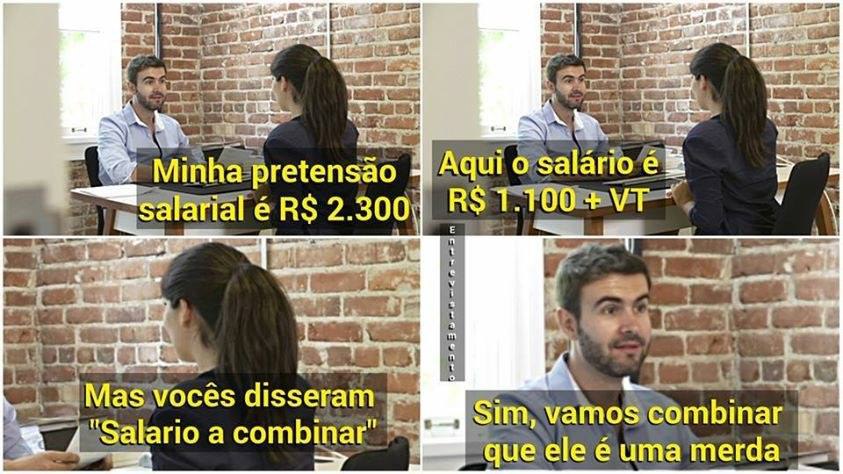 Minha pretensão
salarial é R$ 2.300
Aqui o salário é
R$ 1.100 + VT
Entrevistamento
Mas vocês disseram
"Salario a combinar"
Sim, vamos combinar
que ele é uma merda